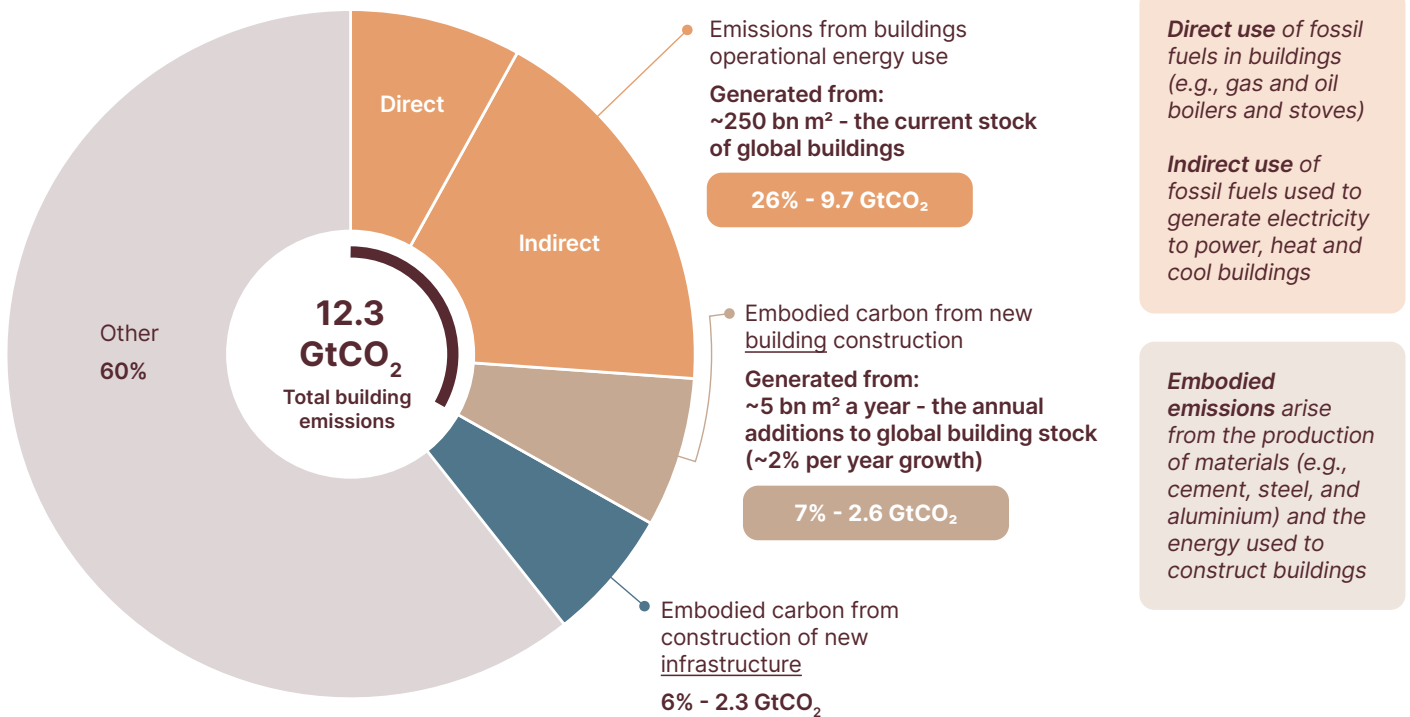 Direct
Indirect
Other
60%
12.3
GtCO₂
Total building
emissions
Emissions from buildings
operational energy use
Generated from:
~250 bn m² - the current stock
of global buildings
26% - 9.7 GtCO₂
Embodied carbon from new
building construction
Generated from:
~5 bn m² a year - the annual
additions to global building stock
(~2% per year growth)
7% - 2.6 GtCO₂
Embodied carbon from
construction of new
infrastructure
6% - 2.3 GtCO₂
Direct use of fossil
fuels in buildings
(e.g., gas and oil
boilers and stoves)
Indirect use of
fossil fuels used to
generate electricity
to power, heat and
cool buildings
Embodied
emissions arise
from the production
of materials (e.g.,
cement, steel, and
aluminium) and the
energy used to
construct buildings